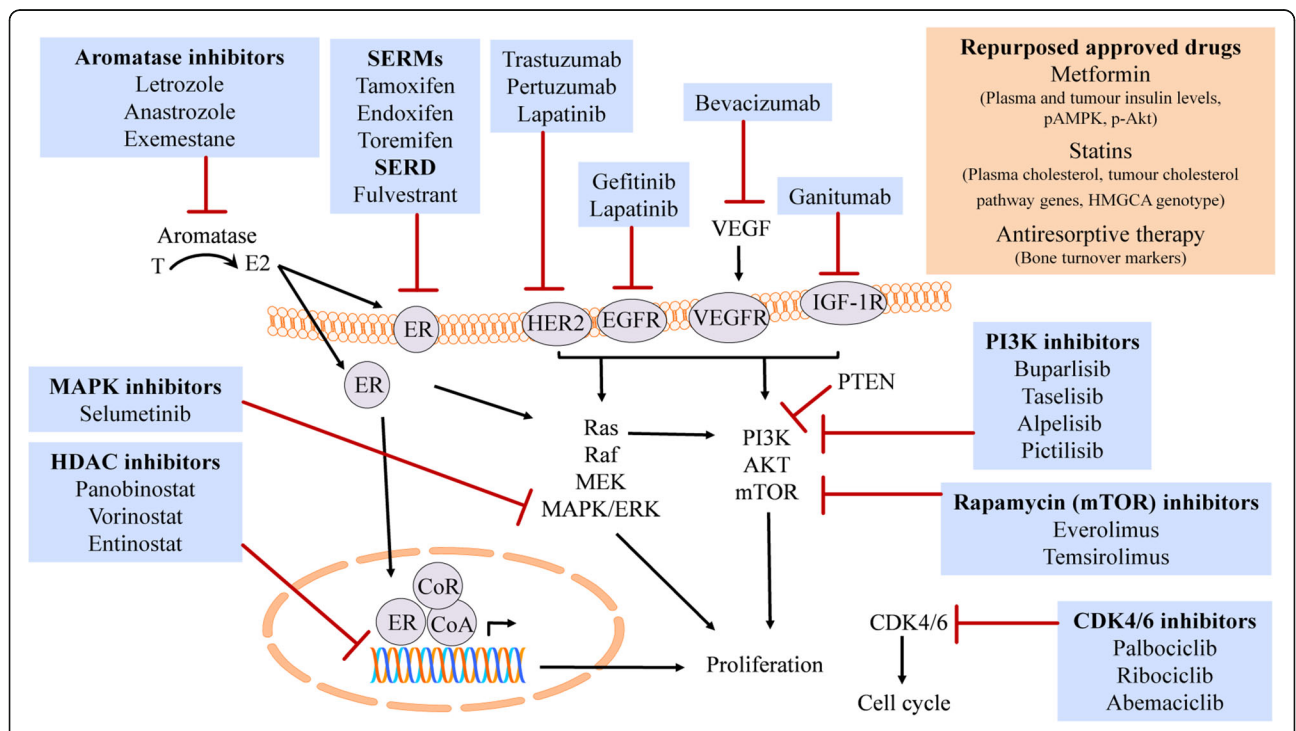 Aromatase inhibitors
Letrozole
Anastrozole
Exemestane
SERMs
Tamoxifen
Endoxifen
Toremifen
SERD
Fulvestrant
Trastuzumab
Pertuzumab
Lapatinib
Gefitinib
Lapatinib
Bevacizumab
Ganitumab
Repurposed approved drugs
Metformin
(Plasma and tumour insulin levels,
pAMPK, p-Akt)
Statins
(Plasma cholesterol, tumour cholesterol
pathway genes, HMGCA genotype)
Antiresorptive therapy
(Bone turnover markers)
Aromatase
T
E2
VEGF
ER
HER2
EGFR
VEGFR
IGF-1R
ER
PTEN
MAPK inhibitors
Selumetinib
HDAC inhibitors
Panobinostat
Vorinostat
Entinostat
Ras
Raf
MEK
MAPK/ERK
PI3K
AKT
mTOR
PI3K inhibitors
Buparlisib
Taselisib
Alpelisib
Pictilisib
Rapamycin (mTOR) inhibitors
Everolimus
Temsirolimus
CoR
ER
CoA
Proliferation
CDK4/6
Cell cycle
CDK4/6 inhibitors
Palbociclib
Ribociclib
Abemaciclib